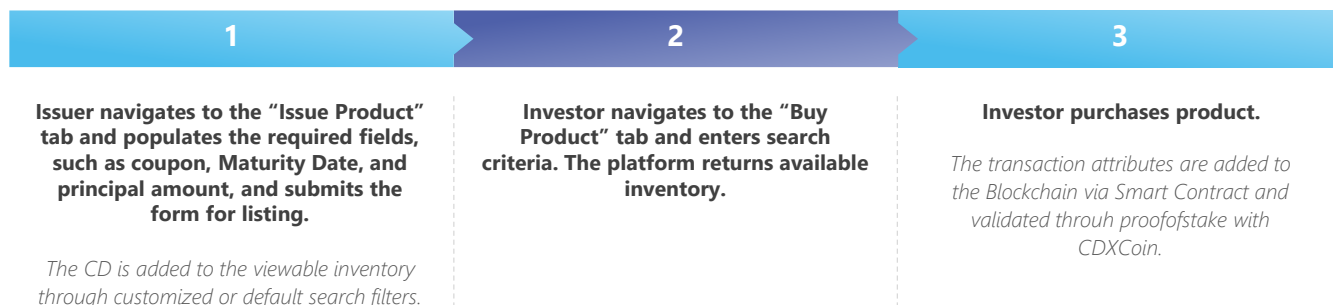 1
2
3
Issuer navigates to the “Issue Product”
tab and populates the required fields,
such as coupon, Maturity Date, and
principal amount, and submits the
form for listing.
The CD is added to the viewable inventory
through customized or default search filters.
Investor navigates to the “Buy
Product” tab and enters search
criteria. The platform returns available
inventory.
Investor purchases product.
The transaction attributes are added to
the Blockchain via Smart Contract and
validated throuh proofofstake with
CDXCoin.